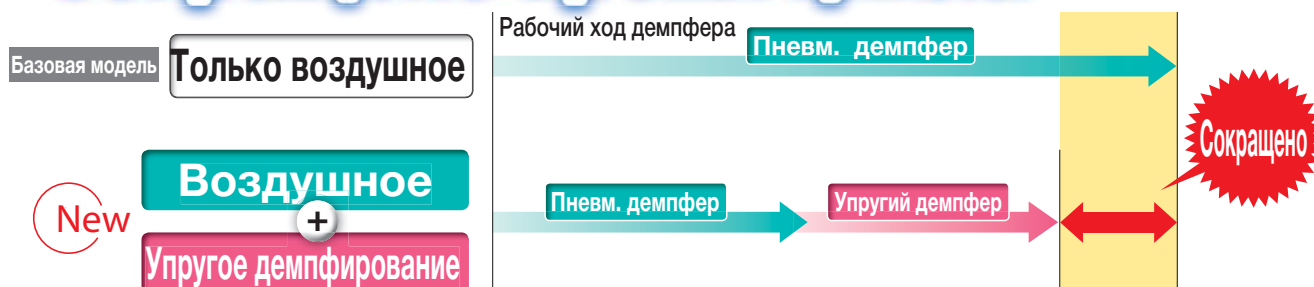 Рабочий ход демпфера
Базовая модель
Только воздушное
Пневм. демпфер
Сокращено
New
Воздушное
+
Упругое демпфирование
Пневм. демпфер
Упругий демпфер